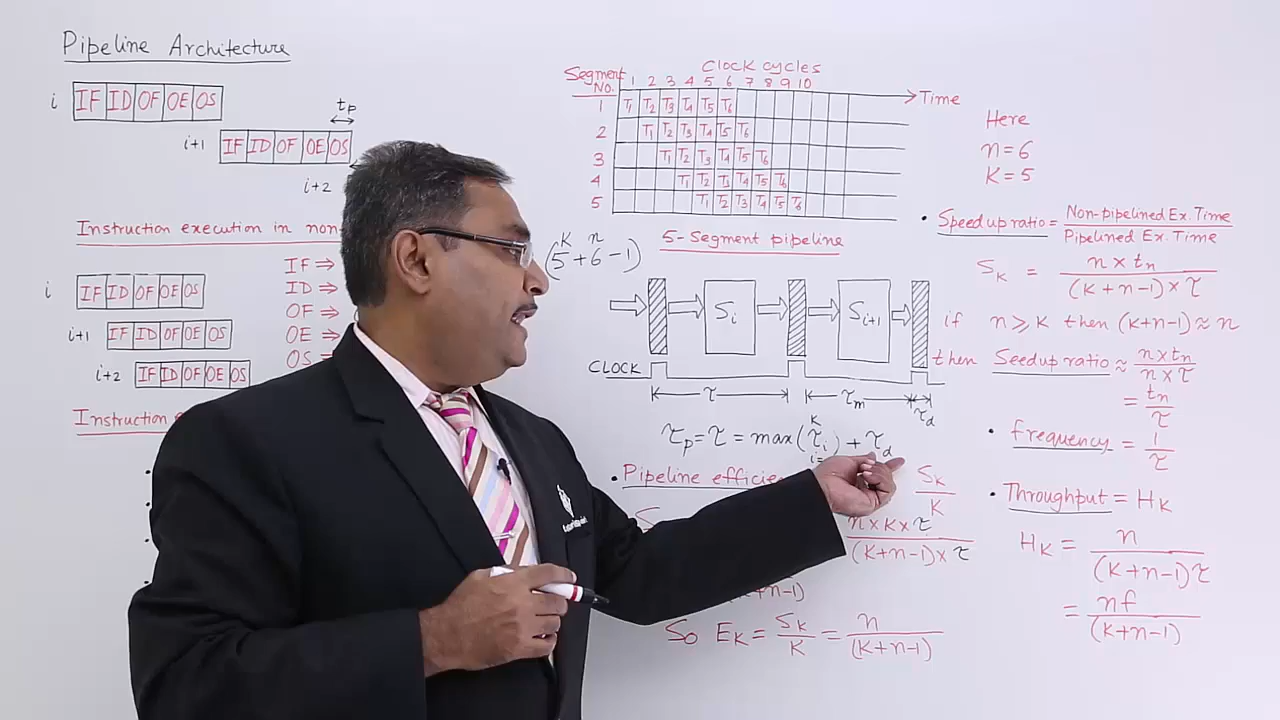 Pipeline Architecture
i IF ID OF OE OS
tp
i+1 IF ID OF OE OS
i+2
Instruction execution in non
i IF ID OF OE OS
i+1 IF ID OF OE OS
i+2 IF ID OF OE OS
IF ⇒
ID ⇒
OF ⇒
OE ⇒
OS ⇒
Segment No.
Clock cycles
1 2 3 4 5 6 7 8 9 10
Time
1 T1 T2 T3 T4 T5 T6
2 T1 T2 T3 T4 T5 T6
3 T1 T2 T3 T4 T5 T6
4 T1 T2 T3 T4 T5 T6
5 T1 T2 T3 T4 T5 T6
K n
(5+6-1)
5-Segment pipeline
Si Si+1
CLOCK
τ τm τd
τp = τ = max(τi) + τd
K
i=
• Pipeline
SK/K
n×K×τ
(K+n-1)×τ
So EK = SK/K = n/(K+n-1)
Here
n=6
K=5
• Speedup ratio = Non-pipelined Ex. Time / Pipelined Ex. Time
SK = n×tn / (K+n-1)×τ
if n⩾K then (K+n-1)≈n
then Seedup ratio ≈ n×tn / n×τ
= tn/τ
• frequency = 1/τ
• Throughput = HK
HK = n / (K+n-1)τ
= nf / (K+n-1)